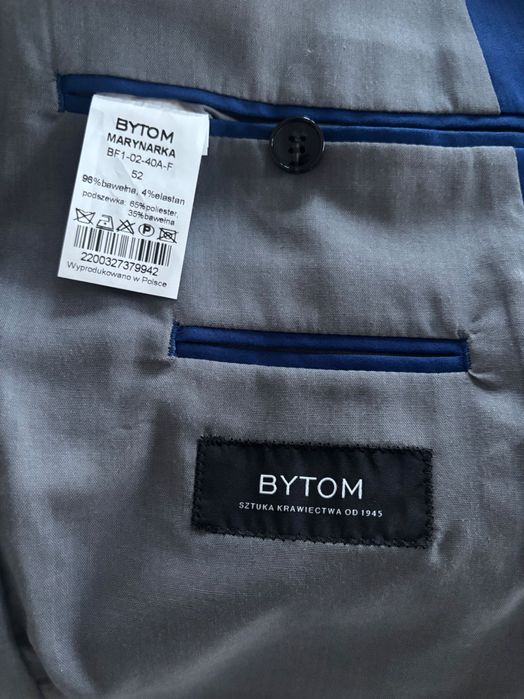 BYTOM
MARYNARKA
BF1-02-40A-F
52
96%bawełna, 4%elastan
podszewka: 65%poliester,
35%bawełna
2200327379942
Wyprodukowano w Polsce
BYTOM
SZTUKA KRAWIECTWA OD 1945